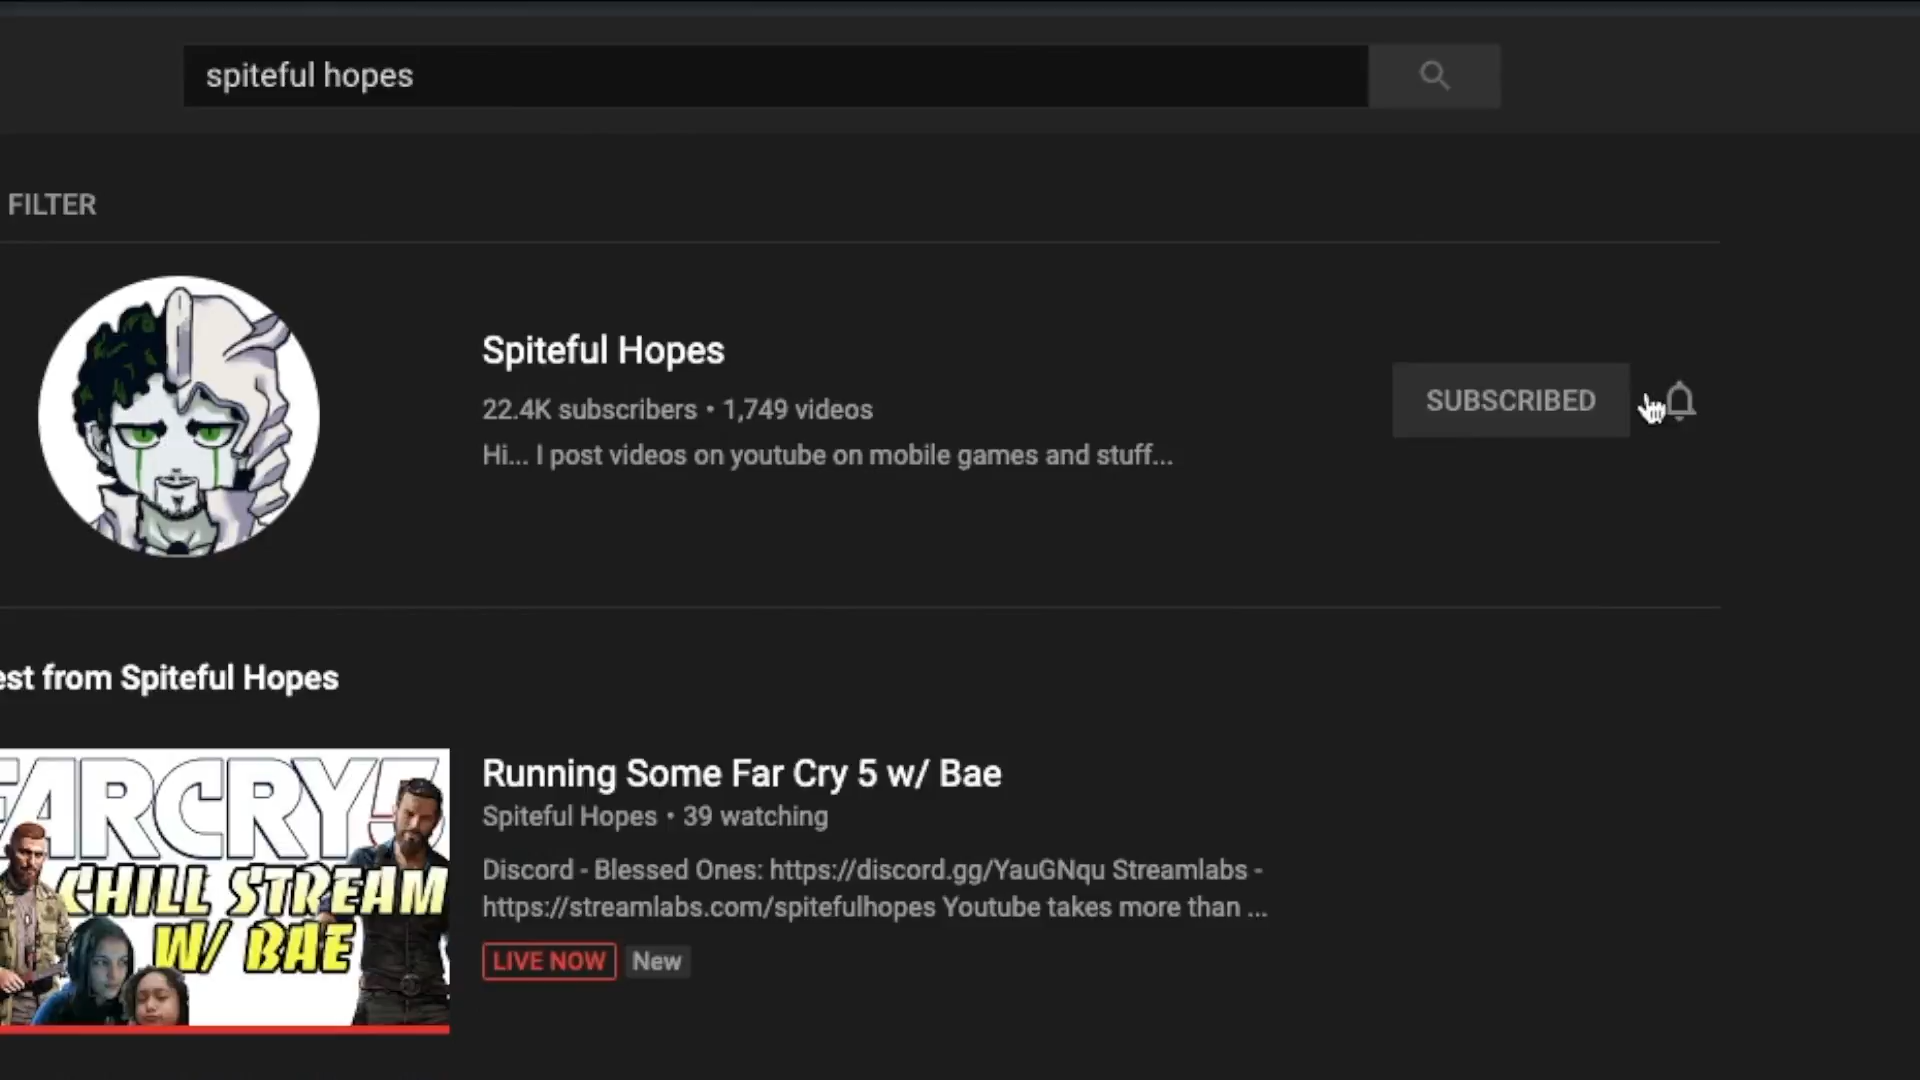 spiteful hopes
FILTER
Spiteful Hopes
22.4K subscribers • 1,749 videos
Hi... I post videos on youtube on mobile games and stuff...
SUBSCRIBED
est from Spiteful Hopes
FARCRY5
CHILL STREAM
W/ BAE
Running Some Far Cry 5 w/ Bae
Spiteful Hopes • 39 watching
Discord - Blessed Ones: https://discord.gg/YauGNqu Streamlabs -
https://streamlabs.com/spitefulhopes Youtube takes more than ...
LIVE NOW New